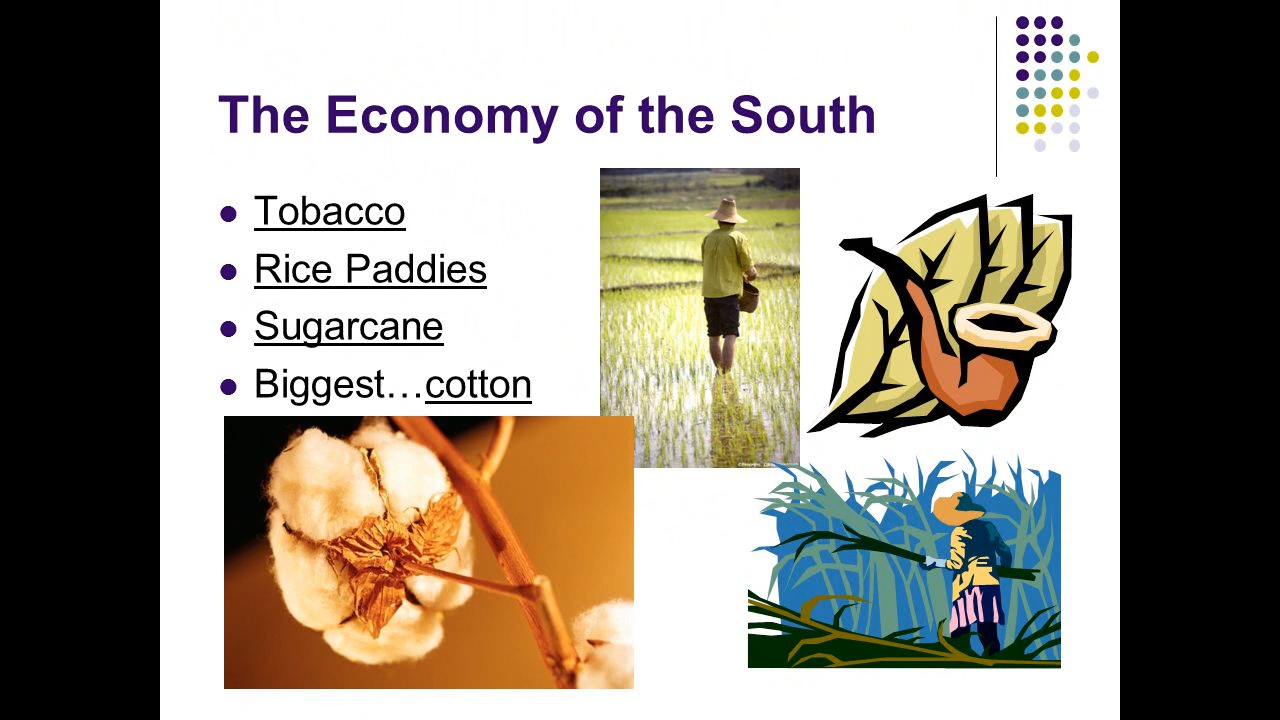 The Economy of the South
Tobacco
Rice Paddies
Sugarcane
Biggest…cotton